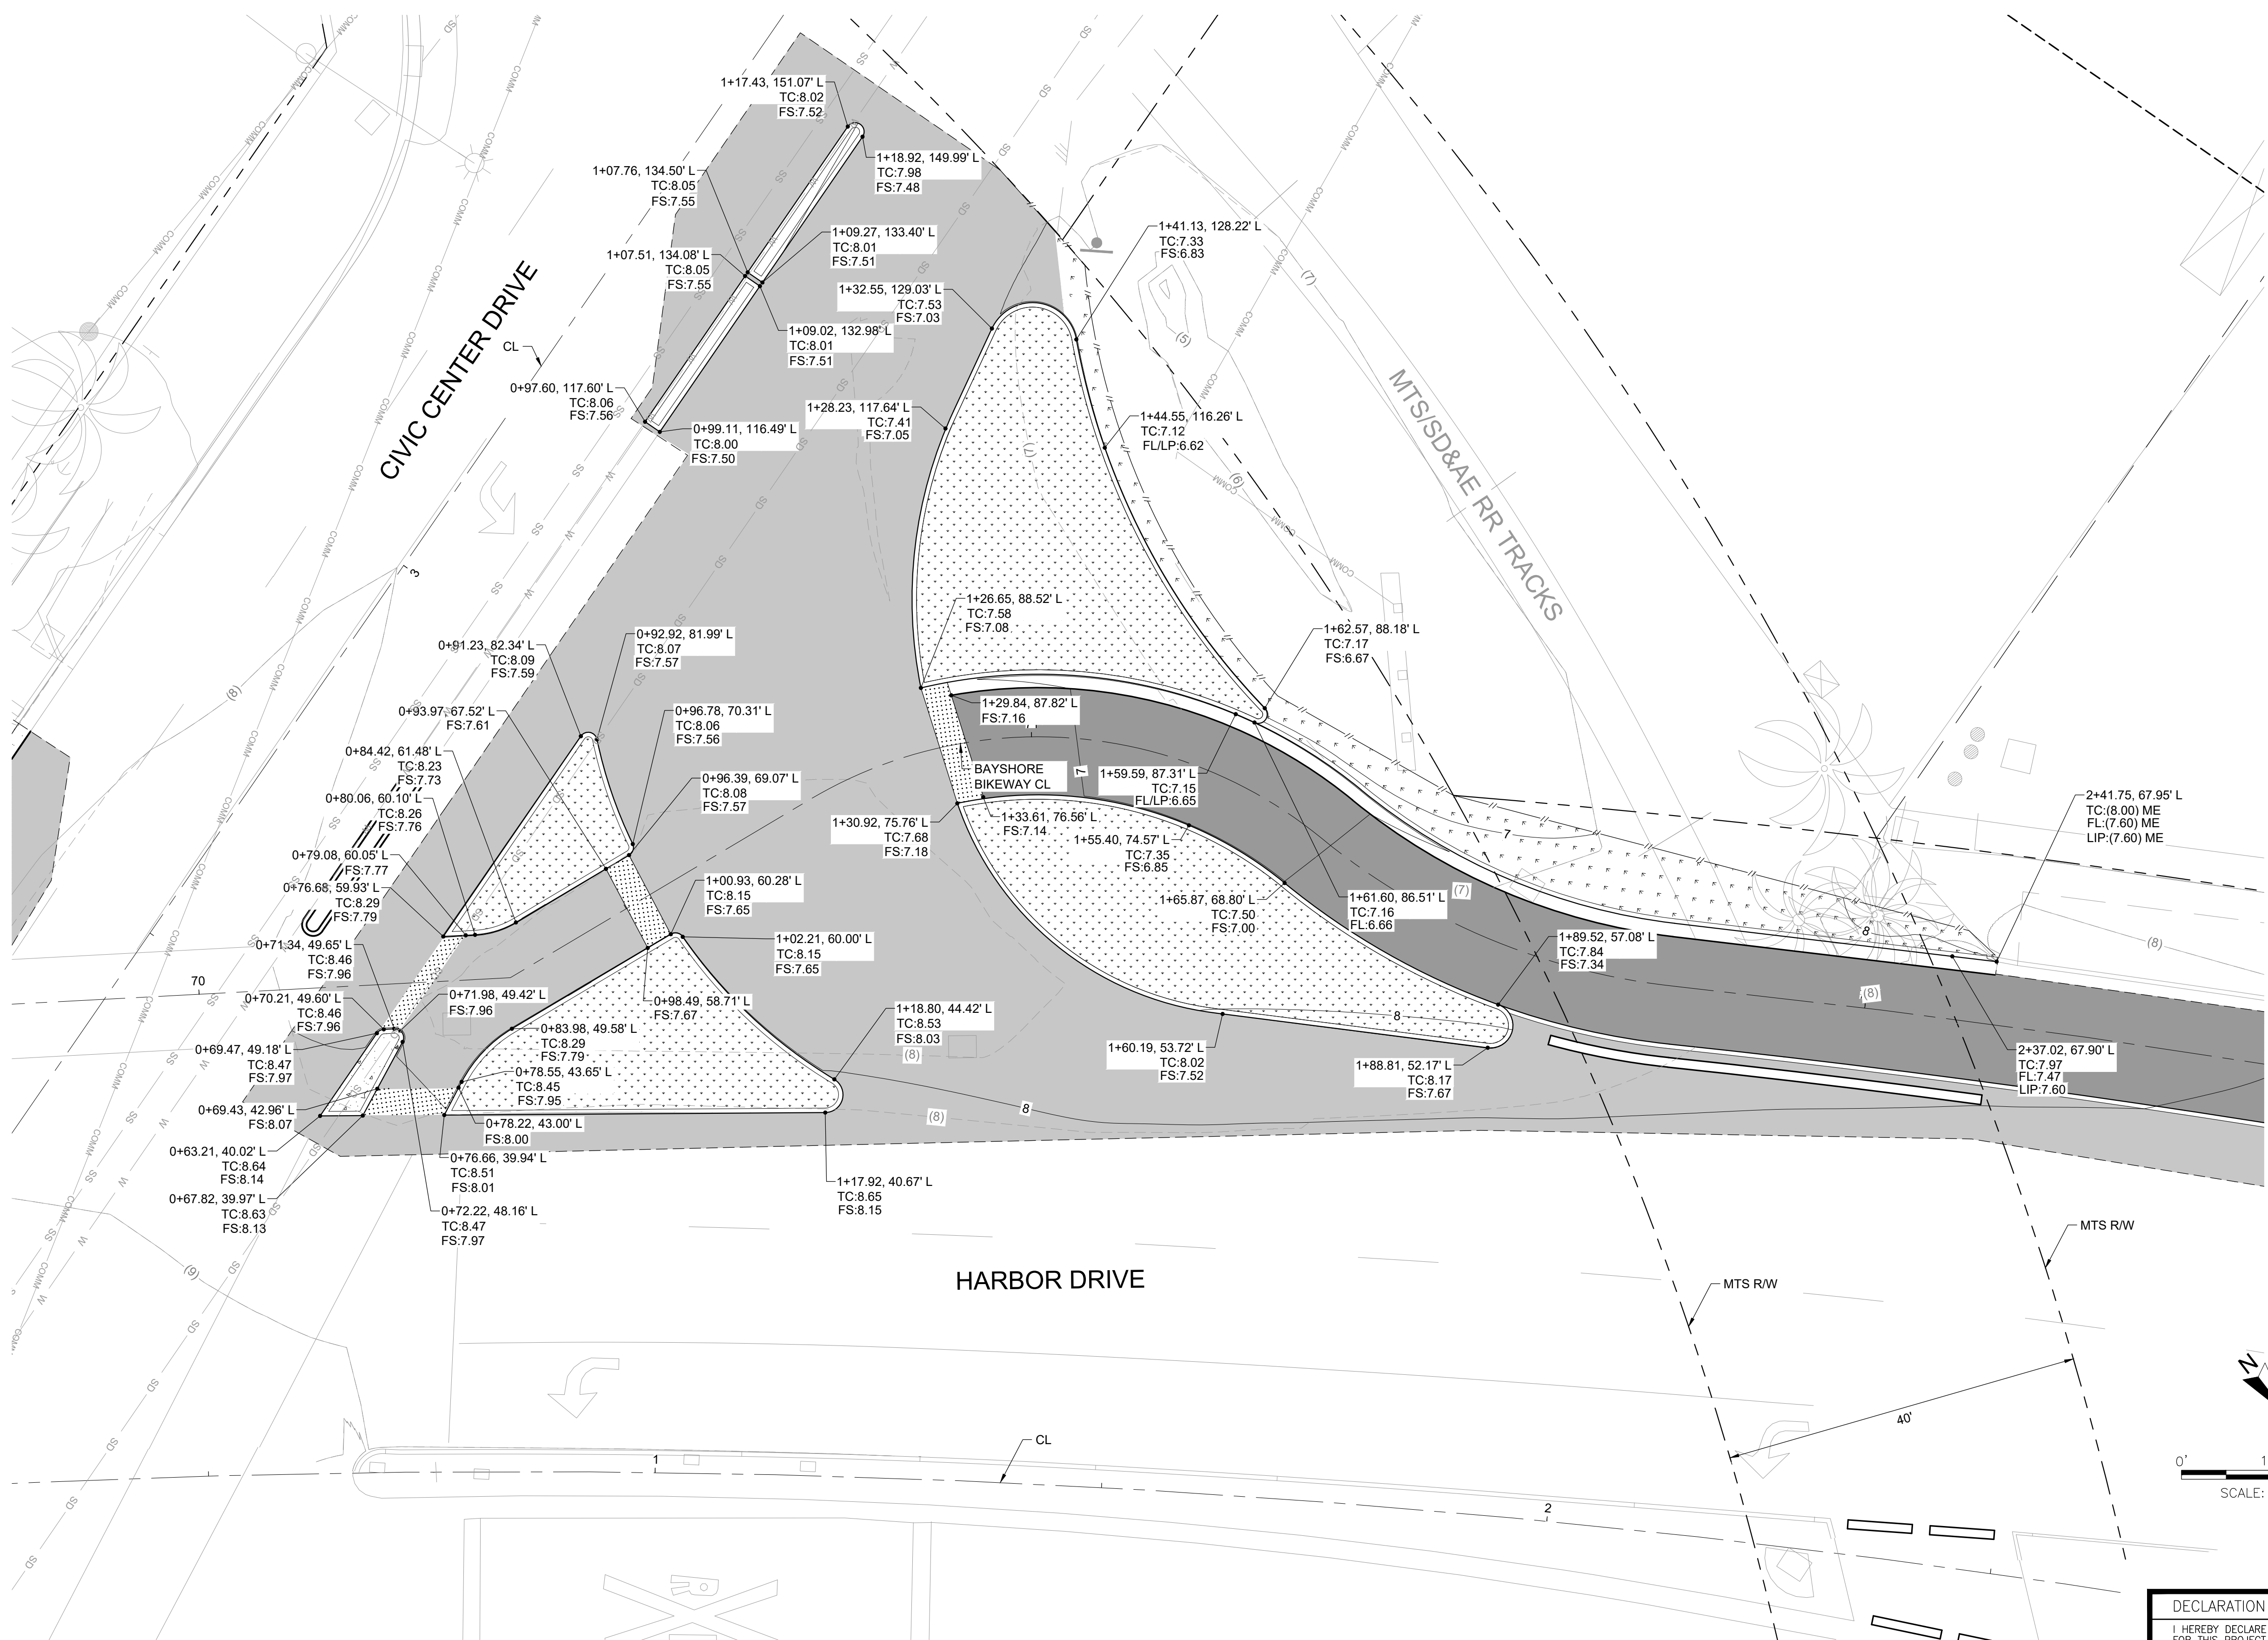 1+17.43, 151.07' L
TC:8.02
FS:7.52
1+18.92, 149.99' L
TC:7.98
FS:7.48
1+07.76, 134.50' L
TC:8.05
FS:7.55
1+09.27, 133.40' L
TC:8.01
FS:7.51
1+07.51, 134.08' L
TC:8.05
FS:7.55
1+41.13, 128.22' L
TC:7.33
FS:6.83
1+32.55, 129.03' L
TC:7.53
FS:7.03
1+09.02, 132.98' L
TC:8.01
FS:7.51
CL
CIVIC CENTER DRIVE
0+97.60, 117.60' L
TC:8.06
FS:7.56
0+99.11, 116.49' L
TC:8.00
FS:7.50
1+28.23, 117.64' L
TC:7.41
FS:7.05
1+44.55, 116.26' L
TC:7.12
FL/LP:6.62
MTS/SD&AE RR TRACKS
(7)
(5)
(6)
(7)
3
(8)
1+26.65, 88.52' L
TC:7.58
FS:7.08
1+62.57, 88.18' L
TC:7.17
FS:6.67
0+91.23, 82.34' L
TC:8.09
FS:7.59
0+92.92, 81.99' L
TC:8.07
FS:7.57
0+93.97, 67.52' L
FS:7.61
0+96.78, 70.31' L
TC:8.06
FS:7.56
1+29.84, 87.82' L
FS:7.16
0+84.42, 61.48' L
TC:8.23
FS:7.73
0+96.39, 69.07' L
TC:8.08
FS:7.57
BAYSHORE
BIKEWAY CL
7
1+59.59, 87.31' L
TC:7.15
FL/LP:6.65
0+80.06, 60.10' L
TC:8.26
FS:7.76
1+30.92, 75.76' L
TC:7.68
FS:7.18
1+33.61, 76.56' L
FS:7.14
1+55.40, 74.57' L
TC:7.35
FS:6.85
7
2+41.75, 67.95' L
TC:(8.00) ME
FL:(7.60) ME
LIP:(7.60) ME
0+79.08, 60.05' L
FS:7.77
0+76.68, 59.93' L
TC:8.29
FS:7.79
1+00.93, 60.28' L
TC:8.15
FS:7.65
1+65.87, 68.80' L
TC:7.50
FS:7.00
1+61.60, 86.51' L
TC:7.16
FL:6.66
(7)
8
(8)
0+71.34, 49.65' L
TC:8.46
FS:7.96
1+02.21, 60.00' L
TC:8.15
FS:7.65
1+89.52, 57.08' L
TC:7.84
FS:7.34
70
0+70.21, 49.60' L
TC:8.46
FS:7.96
0+71.98, 49.42' L
FS:7.96
0+98.49, 58.71' L
FS:7.67
1+18.80, 44.42' L
TC:8.53
FS:8.03
(8)
8
(8)
0+69.47, 49.18' L
TC:8.47
FS:7.97
0+83.98, 49.58' L
TC:8.29
FS:7.79
1+60.19, 53.72' L
TC:8.02
FS:7.52
1+88.81, 52.17' L
TC:8.17
FS:7.67
2+37.02, 67.90' L
TC:7.97
FL:7.47
LIP:7.60
0+78.55, 43.65' L
TC:8.45
FS:7.95
0+69.43, 42.96' L
FS:8.07
0+78.22, 43.00' L
FS:8.00
(8)
8
0+63.21, 40.02' L
TC:8.64
FS:8.14
0+76.66, 39.94' L
TC:8.51
FS:8.01
1+17.92, 40.67' L
TC:8.65
FS:8.15
0+67.82, 39.97' L
TC:8.63
FS:8.13
0+72.22, 48.16' L
TC:8.47
FS:7.97
MTS R/W
(9)
HARBOR DRIVE
MTS R/W
N
40'
CL
1
2
0'
SCALE:
R
DECLARATION
I HEREBY DECLARE
FOR THIS PROJECT